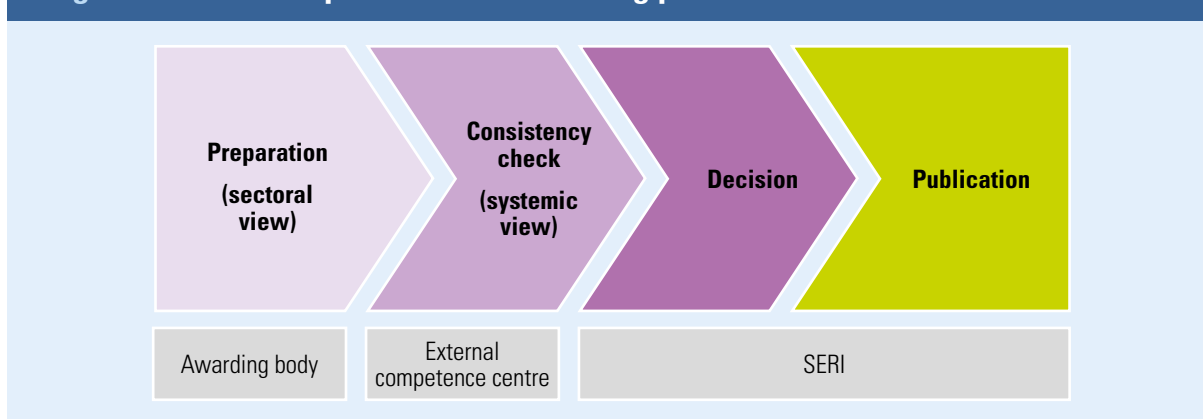 Preparation
(sectoral
view)
Consistency
check
(systemic
view)
Decision
Publication
Awarding body
External
competence centre
SERI